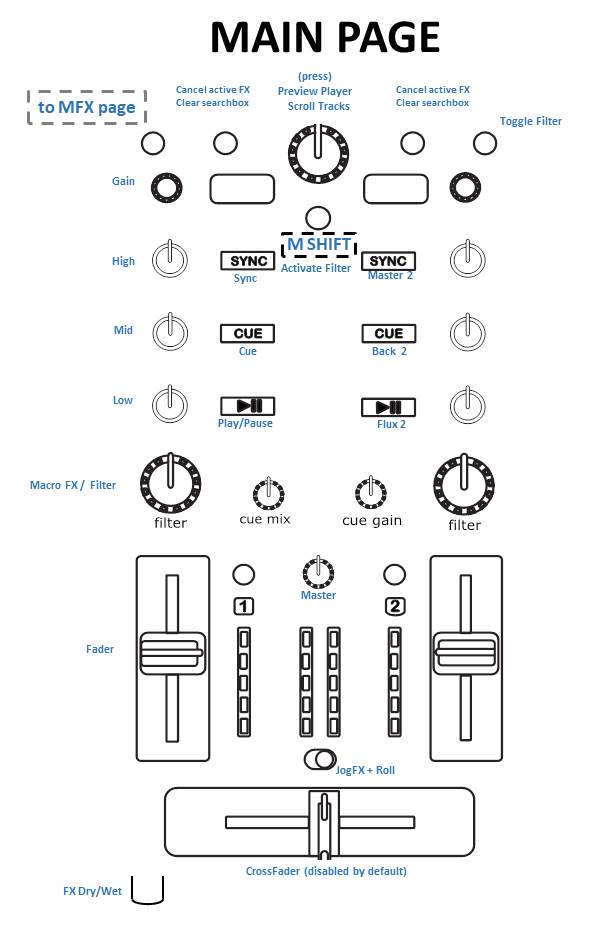 MAIN PAGE
(press)
Preview Player
Scroll Tracks
Cancel active FX
Clear searchbox
Cancel active FX
Clear searchbox
to MFX page
Toggle Filter
Gain
M SHIFT
Activate Filter
High
SYNC
Sync
SYNC
Master 2
Mid
CUE
Cue
CUE
Back 2
Low
Play/Pause
Flux 2
Macro FX / Filter
filter
cue mix
cue gain
filter
Master
1
2
Fader
JogFX + Roll
CrossFader (disabled by default)
FX Dry/Wet